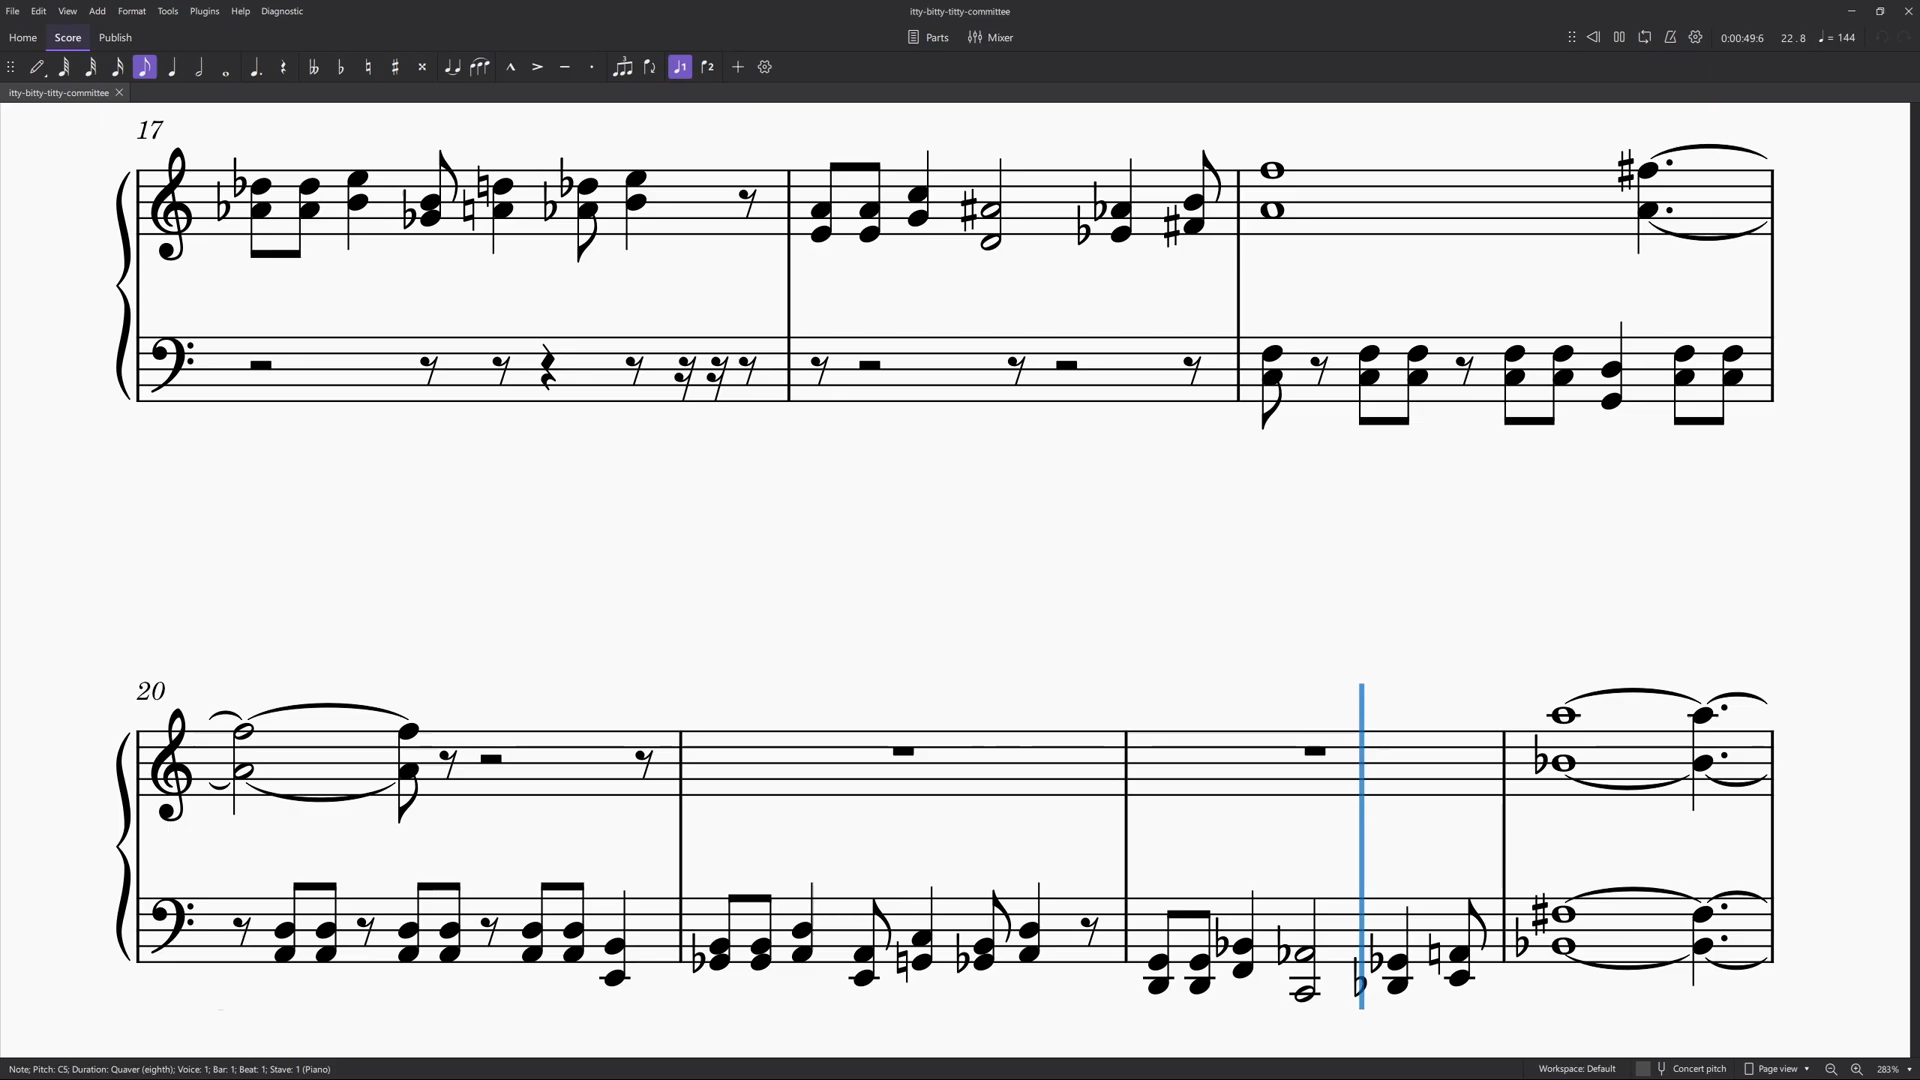 File Edit View Add Format Tools Plugins Help Diagnostic
itty-bitty-titty-committee
Home Score Publish
Parts Mixer
0:00:49:6 22 . 8 = 144
1 2
itty-bitty-titty-committee
17
20
Note; Pitch: C5; Duration: Quaver (eighth); Voice: 1; Bar: 1; Beat: 1; Stave: 1 (Piano)
Workspace: Default Concert pitch Page view 283%